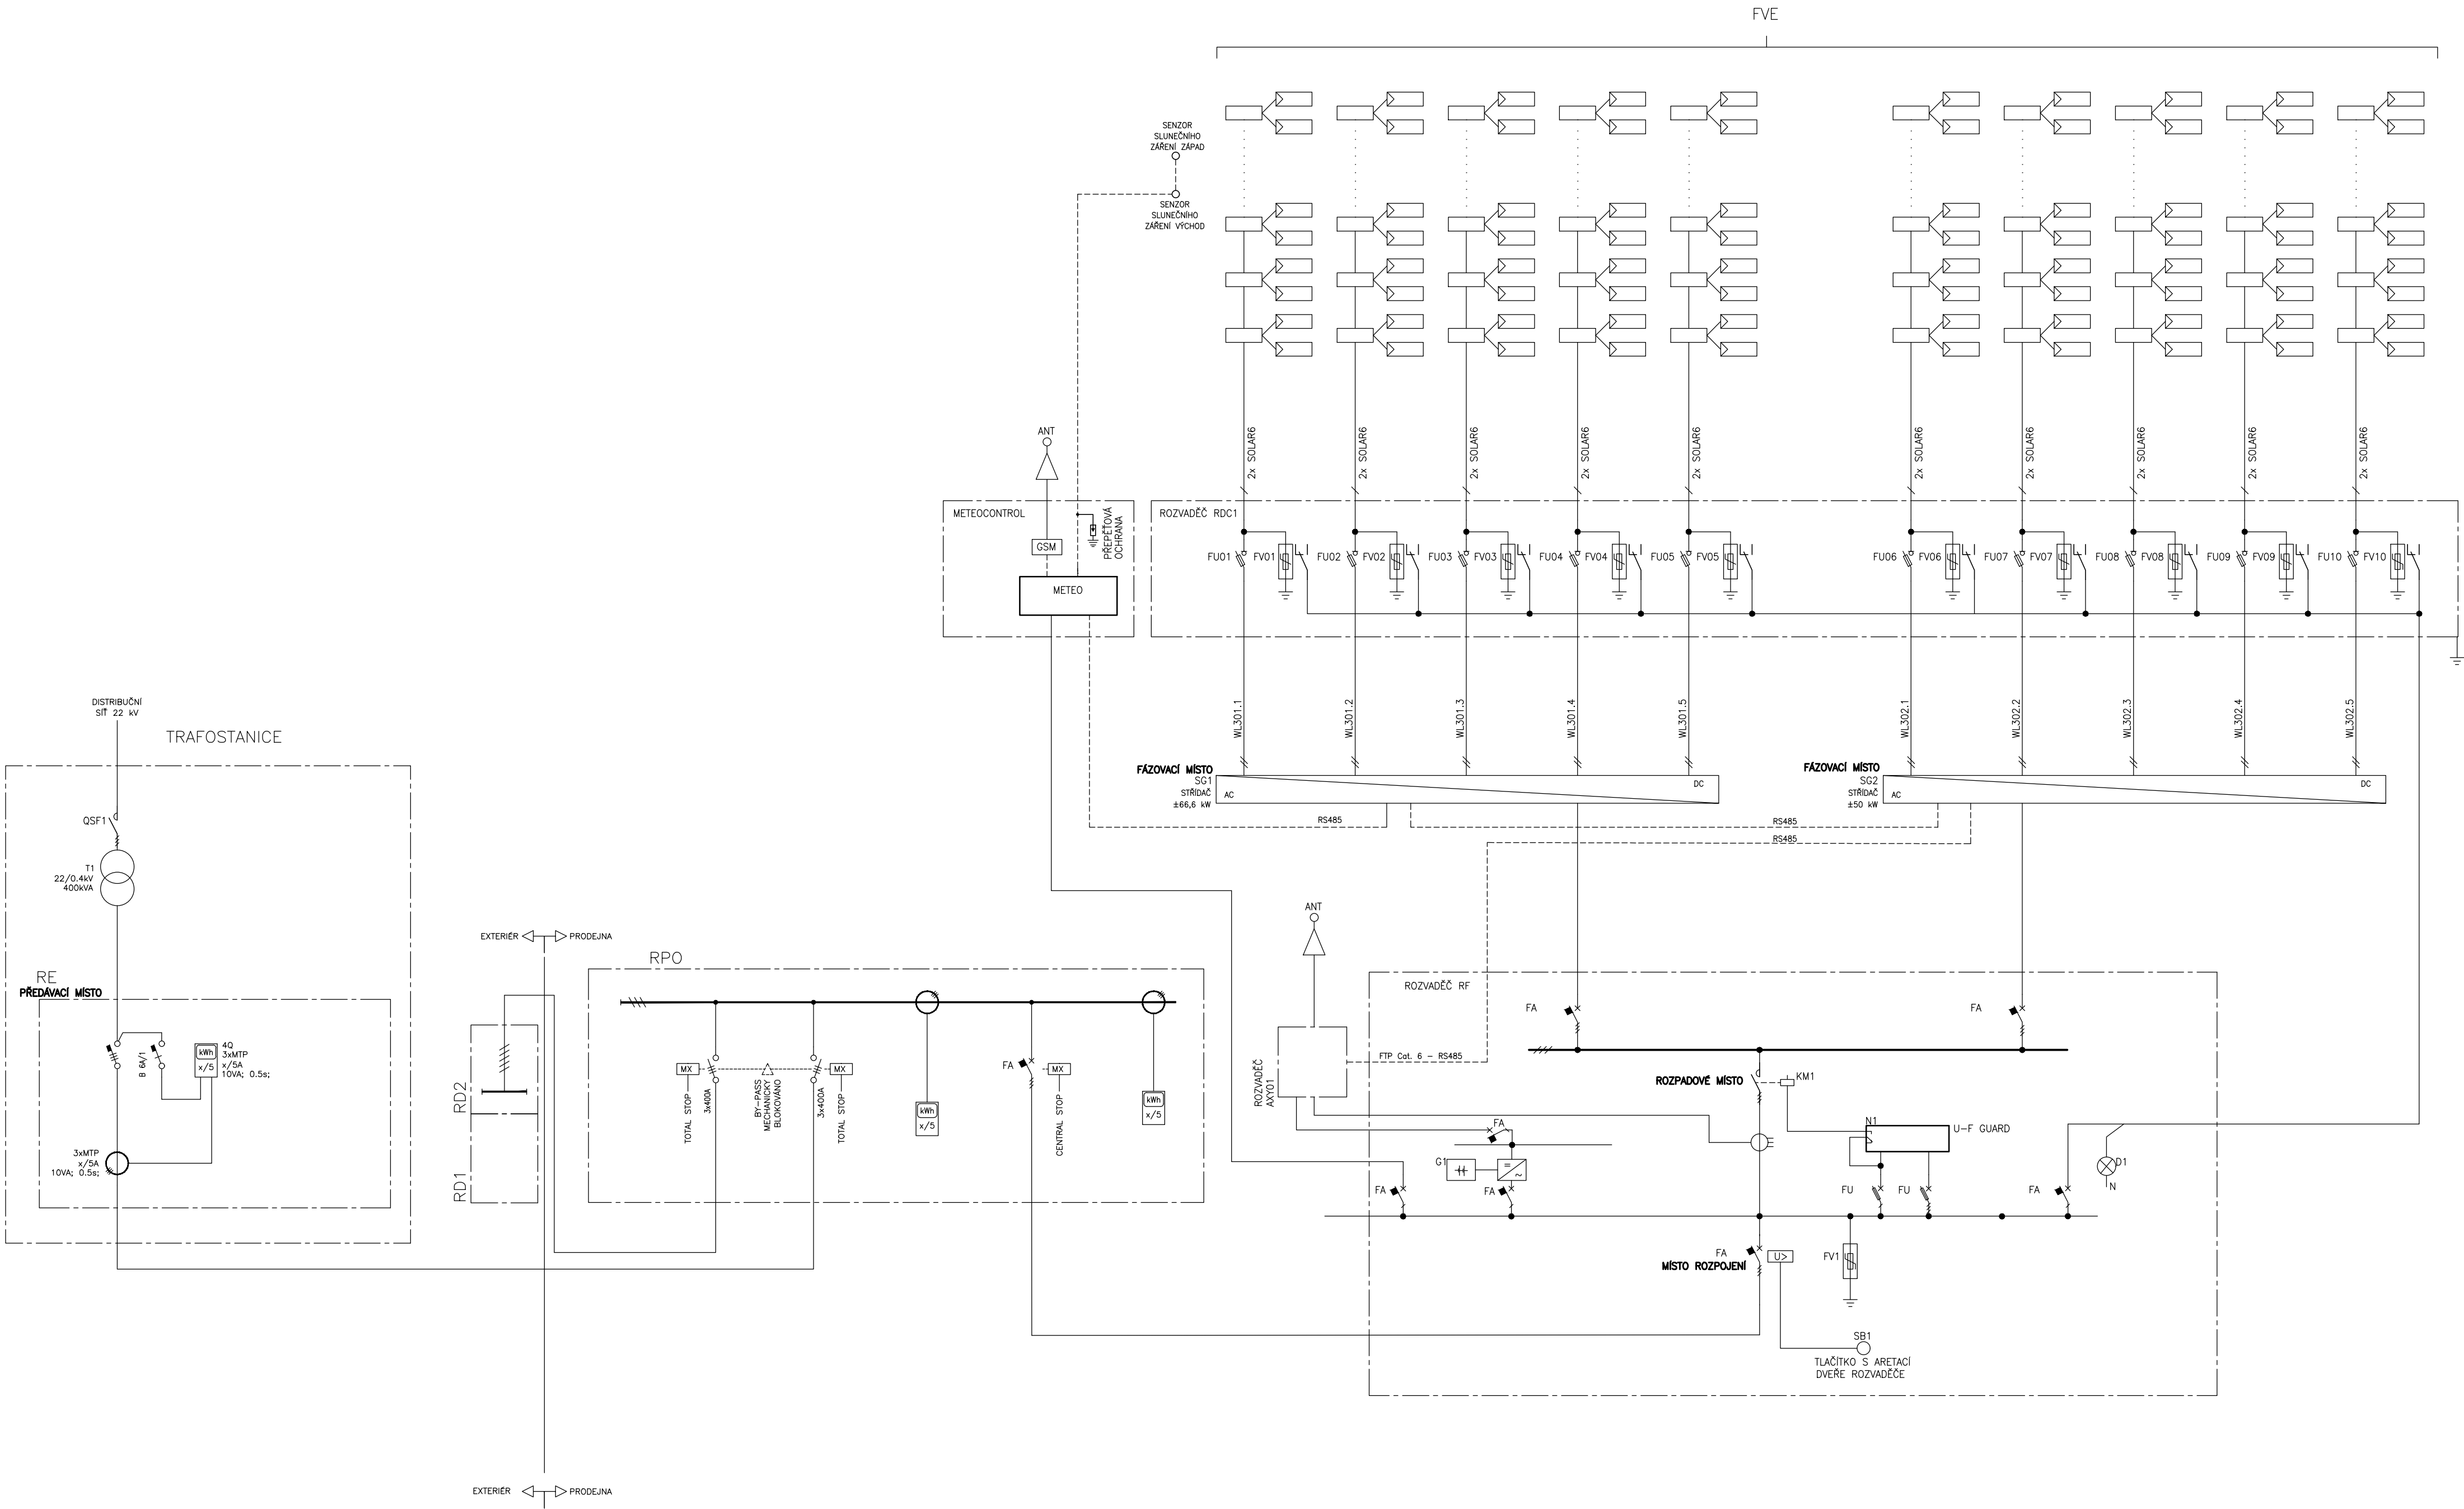 FVE
SENZOR
SLUNEČNÍHO
ZÁŘENÍ ZÁPAD
SENZOR
SLUNEČNÍHO
ZÁŘENÍ VÝCHOD
2x SOLAR6
2x SOLAR6
2x SOLAR6
2x SOLAR6
2x SOLAR6
2x SOLAR6
2x SOLAR6
2x SOLAR6
2x SOLAR6
2x SOLAR6
ANT
METEOCONTROL
GSM
PŘEPĚŤOVÁ
OCHRANA
METEO
ROZVADĚČ RDC1
FU01
FV01
FU02
FV02
FU03
FV03
FU04
FV04
FU05
FV05
FU06
FV06
FU07
FV07
FU08
FV08
FU09
FV09
FU10
FV10
WL301.1
WL301.2
WL301.3
WL301.4
WL301.5
WL302.1
WL302.2
WL302.3
WL302.4
WL302.5
FÁZOVACÍ MÍSTO
SG1
STŘÍDAČ
±66,6 kW
AC
DC
FÁZOVACÍ MÍSTO
SG2
STŘÍDAČ
±50 kW
AC
DC
RS485
RS485
RS485
DISTRIBUČNÍ
SÍŤ 22 kV
TRAFOSTANICE
QSF1
T1
22/0.4kV
400kVA
RE
PŘEDÁVACÍ MÍSTO
B 6A/1
kWh
x/5
4Q
3xMTP
x/5A
10VA; 0.5s;
3xMTP
x/5A
10VA; 0.5s;
EXTERIÉR
PRODEJNA
RD2
RD1
RPO
MX
TOTAL STOP
3x400A
BY-PASS
MECHANICKY
BLOKOVÁNO
3x400A
MX
TOTAL STOP
kWh
x/5
FA
MX
CENTRAL STOP
kWh
x/5
EXTERIÉR
PRODEJNA
ANT
ROZVADĚČ
AXY01
FTP Cat. 6 – RS485
ROZVADĚČ RF
FA
FA
ROZPADOVÉ MÍSTO
KM1
FA
G1
=
~
N1
U-F GUARD
FA
FA
FU
FU
FA
D1
N
FA
MÍSTO ROZPOJENÍ
U>
FV1
SB1
TLAČÍTKO S ARETACÍ
DVEŘE ROZVADĚČE